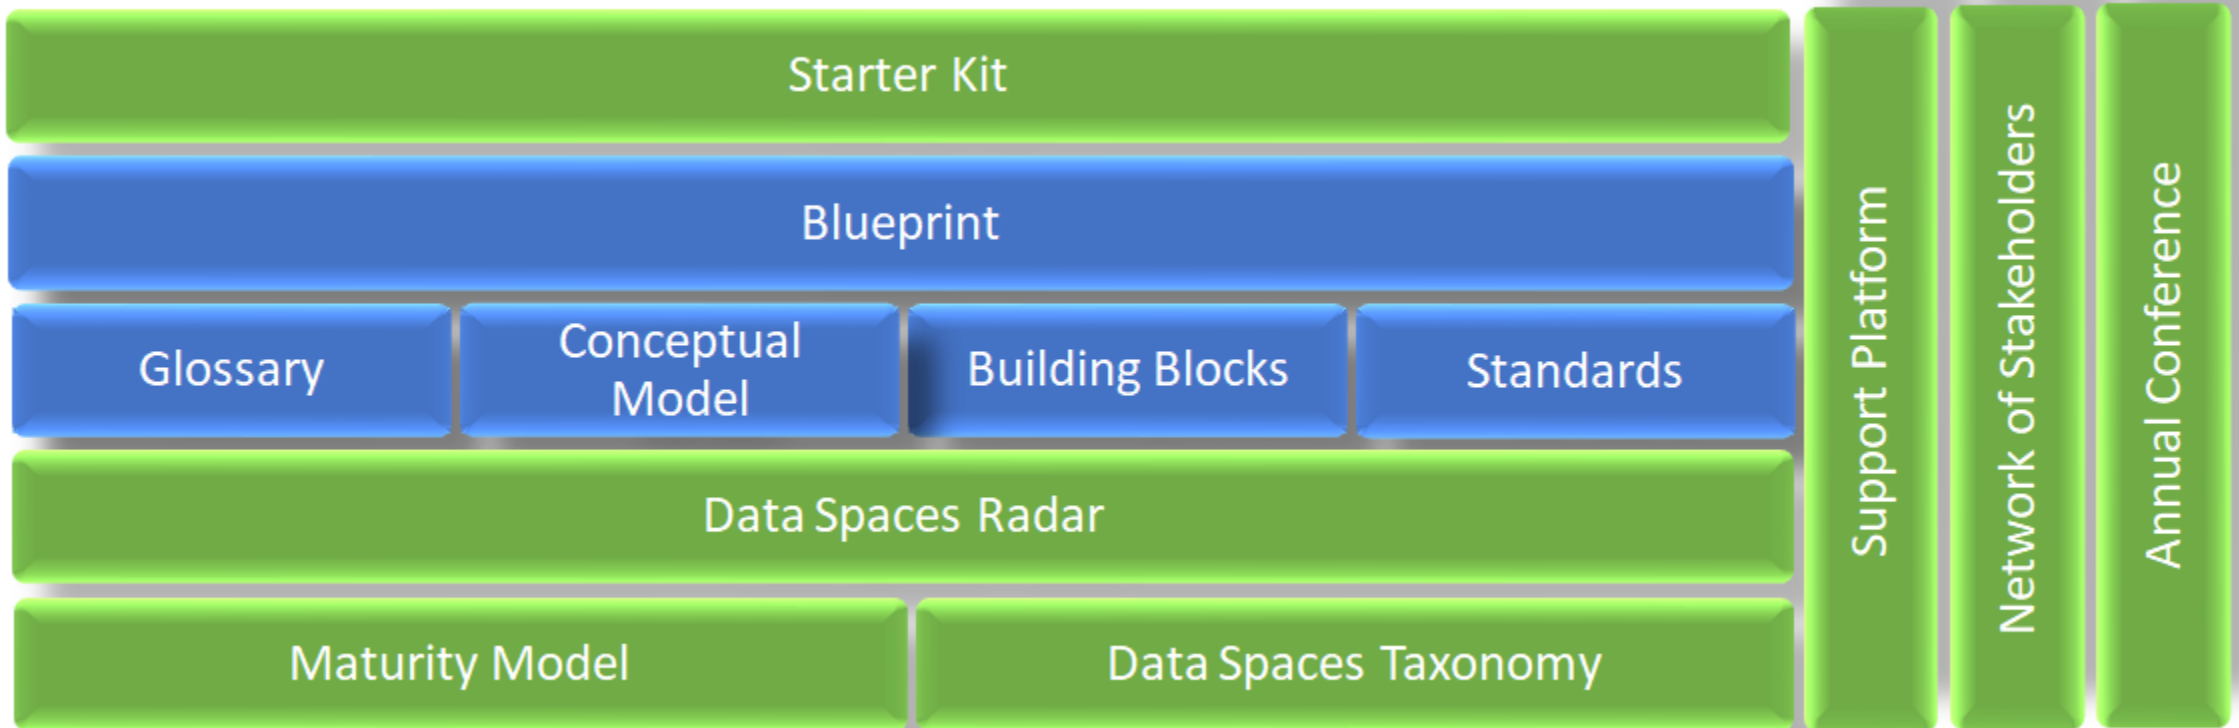 Starter Kit
Blueprint
Glossary
Conceptual
Model
Building Blocks
Standards
Data Spaces Radar
Maturity Model
Data Spaces Taxonomy
Support Platform
Network of Stakeholders
Annual Conference